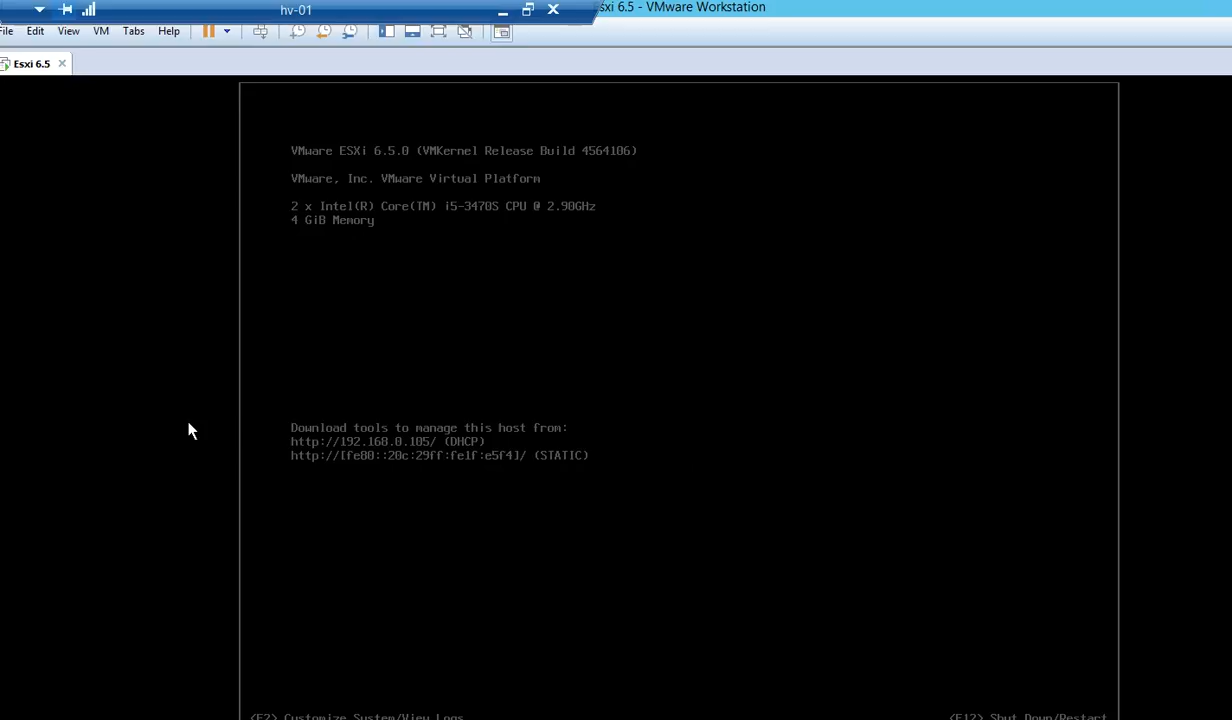 hv-01
sxi 6.5 - VMware Workstation
File Edit View VM Tabs Help
Esxi 6.5
VMware ESXi 6.5.0 (VMKernel Release Build 4564106)
VMware, Inc. VMware Virtual Platform
2 x Intel(R) Core(TM) i5-3470S CPU @ 2.90GHz
4 GiB Memory
Download tools to manage this host from:
http://192.168.0.105/ (DHCP)
http://[fe80::20c:29ff:fe1f:e5f4]/ (STATIC)
<F2> Customize System/View Logs
<F12> Shut Down/Restart